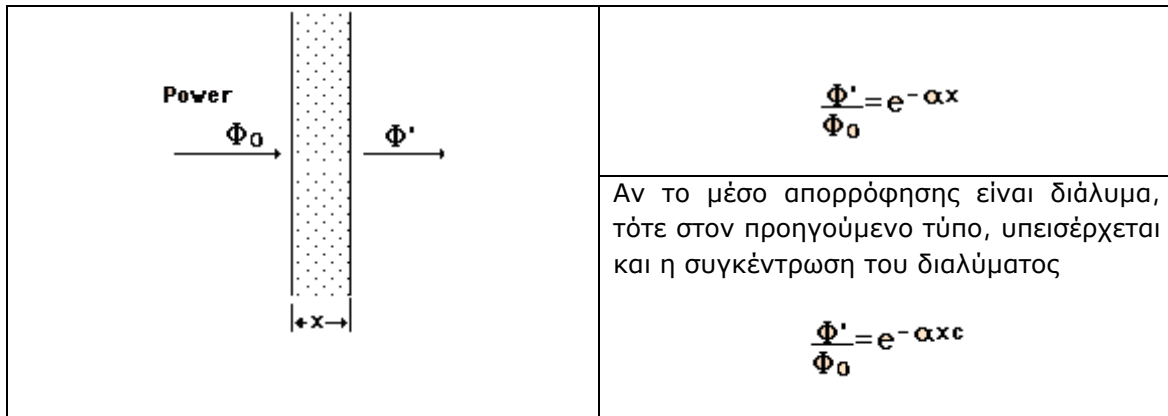 Power
Φ₀
Φ'
x
Φ'/Φ₀ = e^-αx
Αν το μέσο απορρόφησης είναι διάλυμα,
τότε στον προηγούμενο τύπο, υπεισέρχεται
και η συγκέντρωση του διαλύματος
Φ'/Φ₀ = e^-αxc